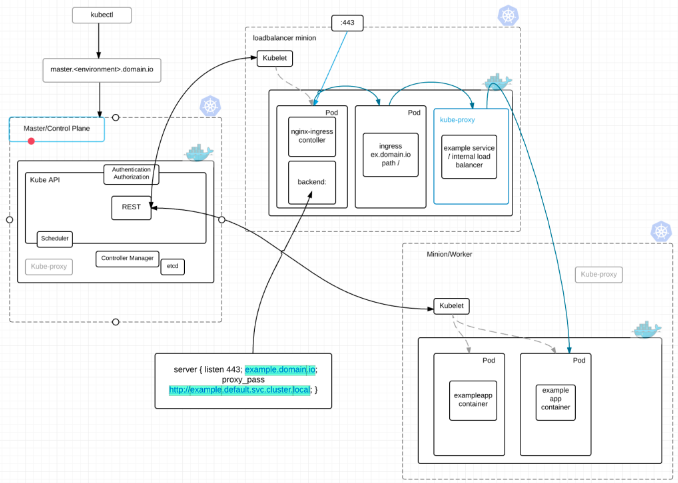 kubectl
master.<environment>.domain.io
Master/Control Plane
Kube API
Authentication
Authorization
REST
Scheduler
Kube-proxy
Controller Manager
etcd
:443
loadbalancer minion
Kubelet
Pod
nginx-ingress
contoller
backend:
Pod
ingress
ex.domain.io
path /
kube-proxy
example service
/ internal load
balancer
server { listen 443; example.domain.io;
proxy_pass
http://example.default.svc.cluster.local; }
Minion/Worker
Kube-proxy
Kubelet
Pod
exampleapp
container
Pod
example
app
container